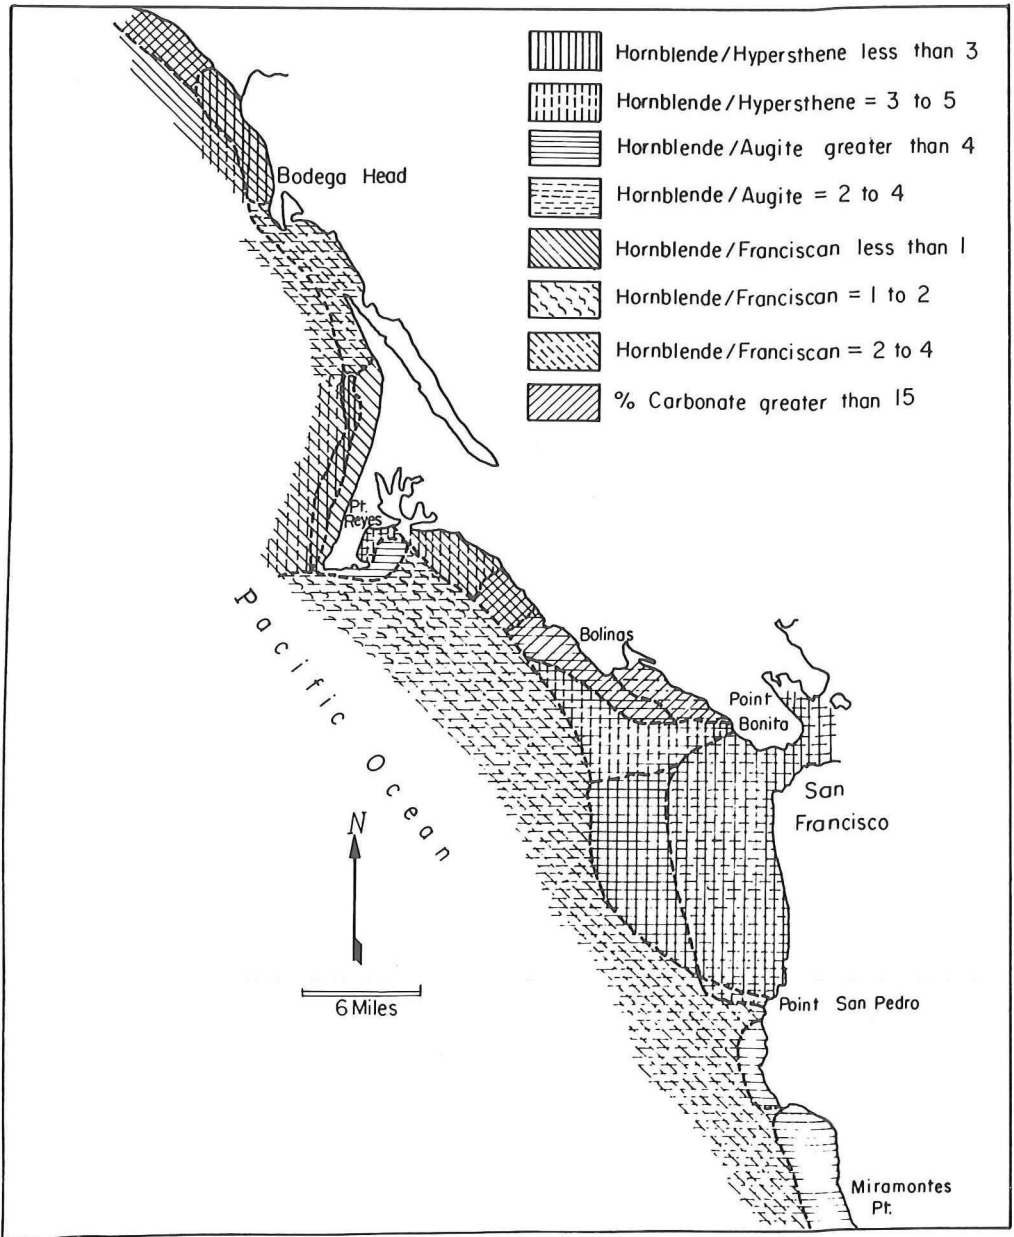 Hornblende/Hypersthene less than 3
Hornblende/Hypersthene = 3 to 5
Hornblende/Augite greater than 4
Hornblende/Augite = 2 to 4
Hornblende/Franciscan less than 1
Hornblende/Franciscan = 1 to 2
Hornblende/Franciscan = 2 to 4
% Carbonate greater than 15
Bodega Head
Pt.
Reyes
Bolinas
Point
Bonita
San
Francisco
Pacific Ocean
N
6 Miles
Point San Pedro
Miramontes
Pt.